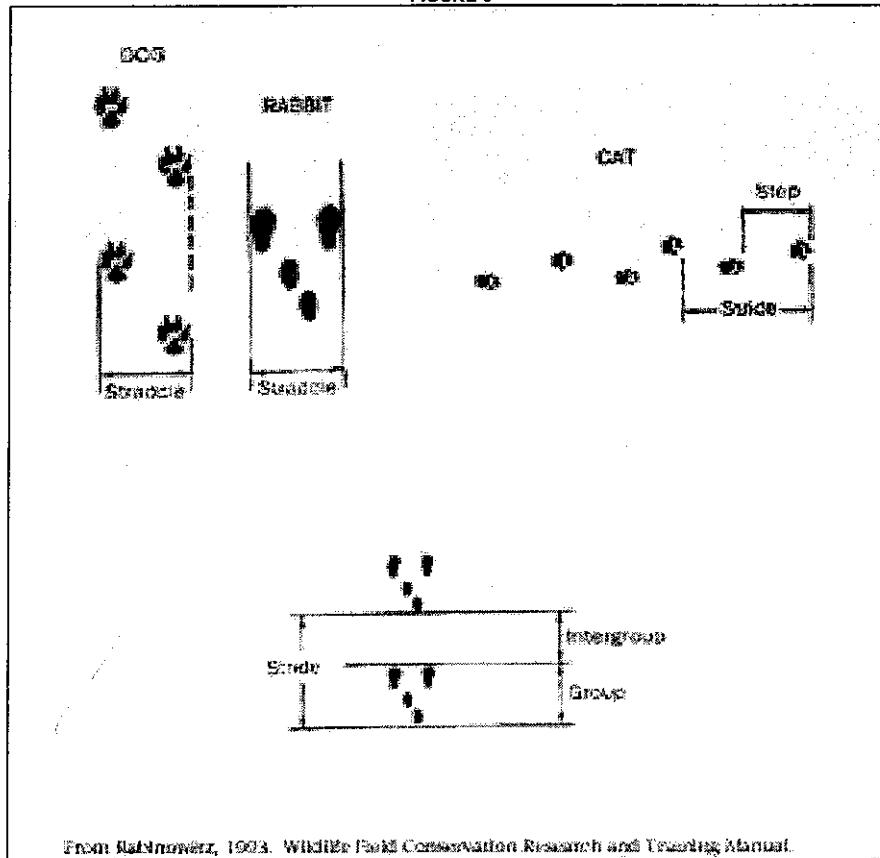 DOG
RABBIT
CAT
Step
Stride
Straddle
Straddle
Intergroup
Stride
Group
From Rabinowitz, 1993. Wildlife Field Conservation Research and Training Manual.